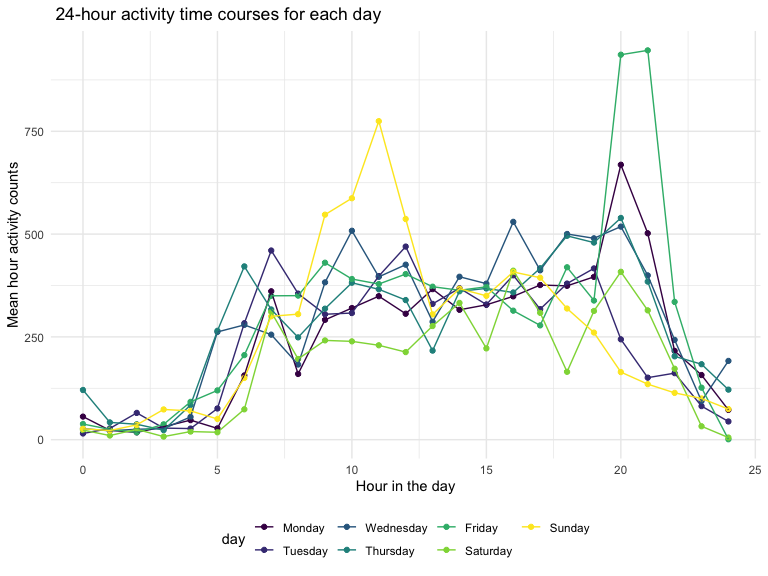 24-hour activity time courses for each day
Mean hour activity counts
750
500
250
0
0 5 10 15 20 25
Hour in the day
day
Monday Wednesday Friday Sunday
Tuesday Thursday Saturday